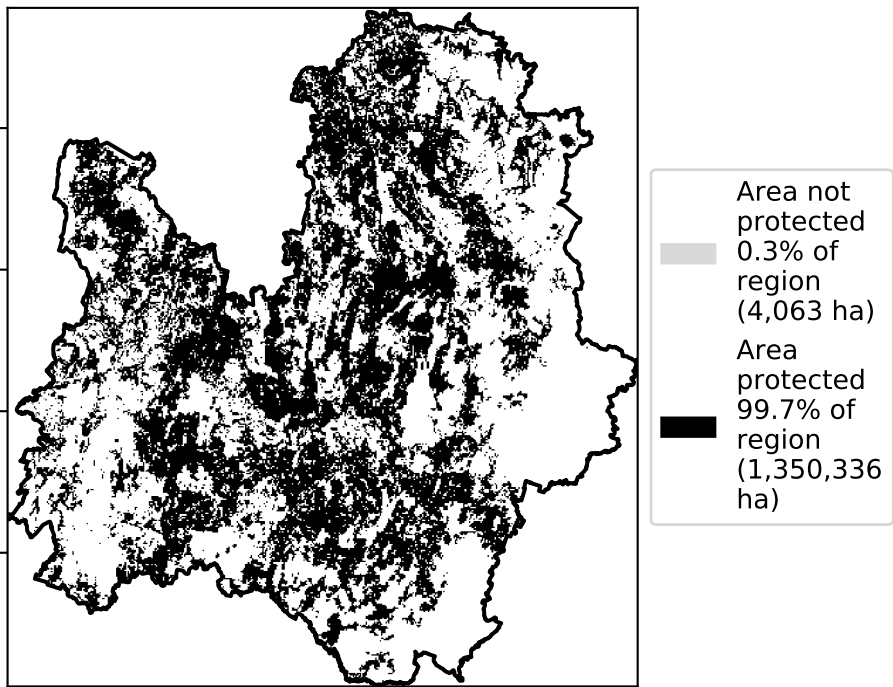 Area not
protected
0.3% of
region
(4,063 ha)
Area
protected
99.7% of
region
(1,350,336
ha)